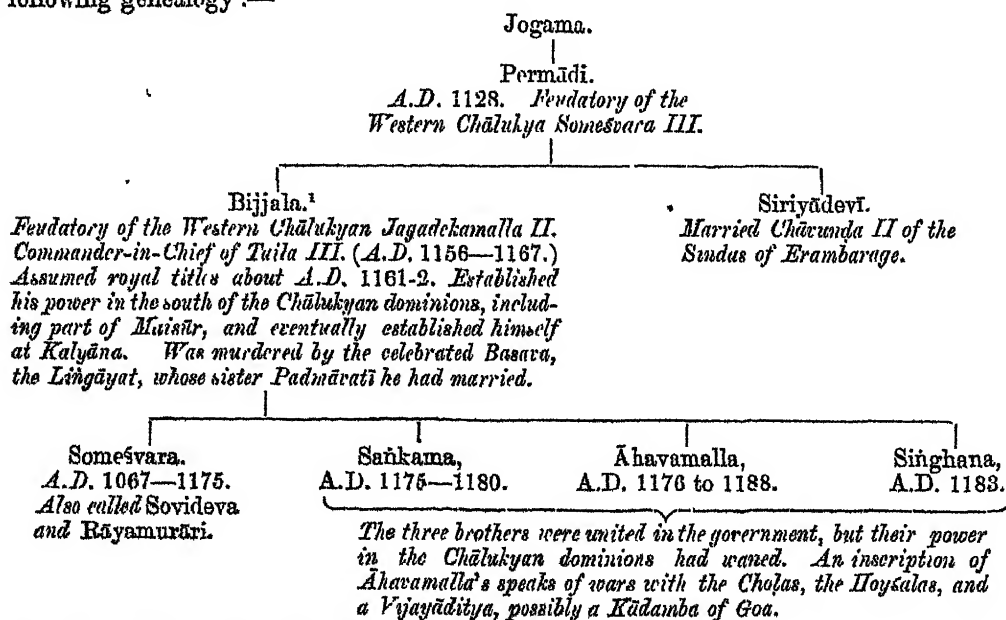 following genealogy :—
Jogama.
Permādi.
A.D. 1128. Feudatory of the
Western Chālukya Someśvara III.
Bijjala.¹
Feudatory of the Western Chālukyan Jagadekamalla II.
Commander-in-Chief of Taila III. (A.D. 1156—1167.)
Assumed royal titles about A.D. 1161-2. Established
his power in the south of the Chālukyan dominions, includ-
ing part of Maisūr, and eventually established himself
at Kalyāna. Was murdered by the celebrated Basava,
the Liṅgāyat, whose sister Padmāvatī he had married.
Siriyādevī.
Married Chāvunḍa II of the
Sindas of Erambarage.
Someśvara.
A.D. 1067—1175.
Also called Sovideva
and Rāyamurāri.
Saṅkama,
A.D. 1175—1180.
Āhavamalla,
A.D. 1176 to 1188.
Siṅghana,
A.D. 1183.
The three brothers were united in the government, but their power
in the Chālukyan dominions had waned. An inscription of
Āhavamalla's speaks of wars with the Choḷas, the Hoyśalas, and
a Vijayāditya, possibly a Kādamba of Goa.